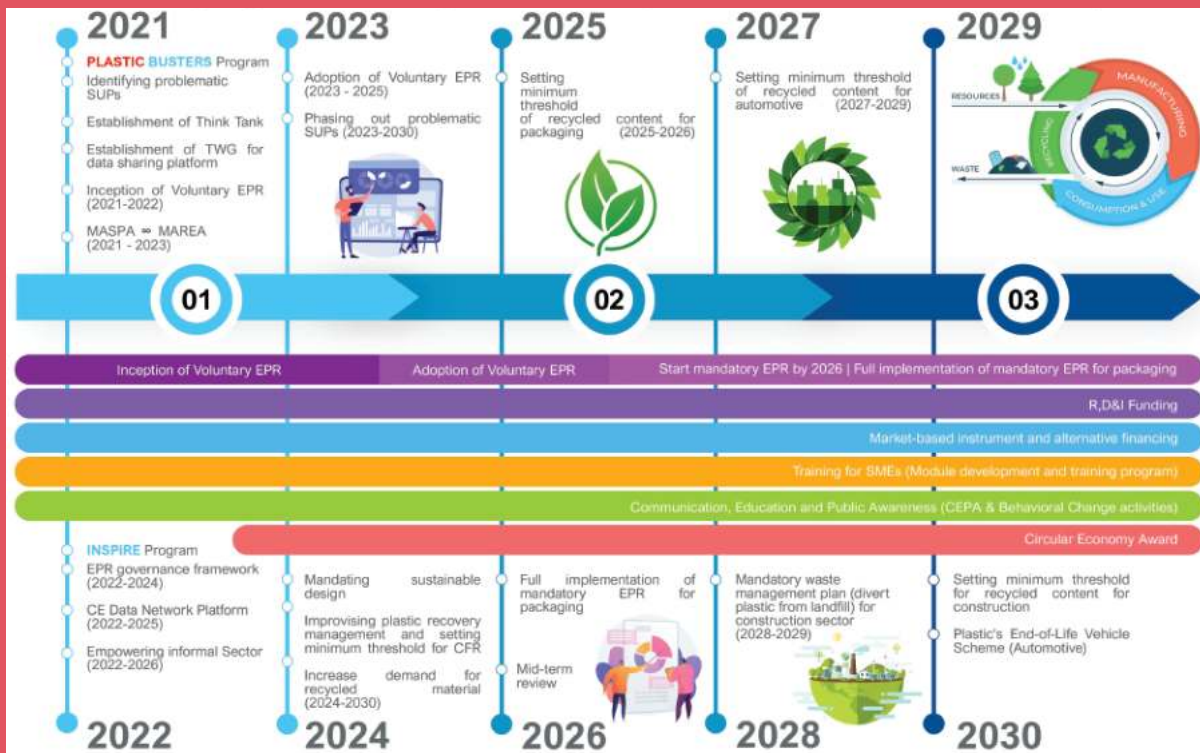 2021
PLASTIC BUSTERS Program
Identifying problematic
SUPs
Establishment of Think Tank
Establishment of TWG for
data sharing platform
Inception of Voluntary EPR
(2021-2022)
MASPA ∞ MAREA
(2021 - 2023)
2023
Adoption of Voluntary EPR
(2023 - 2025)
Phasing out problematic
SUPs (2023-2030)
2025
Setting
minimum
threshold
of recycled content for
packaging (2025-2026)
2027
Setting minimum threshold
of recycled content for
automotive (2027-2029)
2029
RESOURCES
WASTE
MANUFACTURING
CONSUMPTION & USE
RECYCLING
01
02
03
Inception of Voluntary EPR
Adoption of Voluntary EPR
Start mandatory EPR by 2026 | Full implementation of mandatory EPR for packaging
R,D&I Funding
Market-based instrument and alternative financing
Training for SMEs (Module development and training program)
Communication, Education and Public Awareness (CEPA & Behavioral Change activities)
Circular Economy Award
INSPIRE Program
EPR governance framework
(2022-2024)
CE Data Network Platform
(2022-2025)
Empowering informal Sector
(2022-2026)
2022
Mandating sustainable
design
Improvising plastic recovery
management and setting
minimum threshold for CFR
Increase demand for
recycled material
(2024-2030)
2024
Full implementation of
mandatory EPR for
packaging
Mid-term
review
2026
Mandatory waste
management plan (divert
plastic from landfill) for
construction sector
(2028-2029)
2028
Setting minimum threshold
for recycled content for
construction
Plastic's End-of-Life Vehicle
Scheme (Automotive)
2030